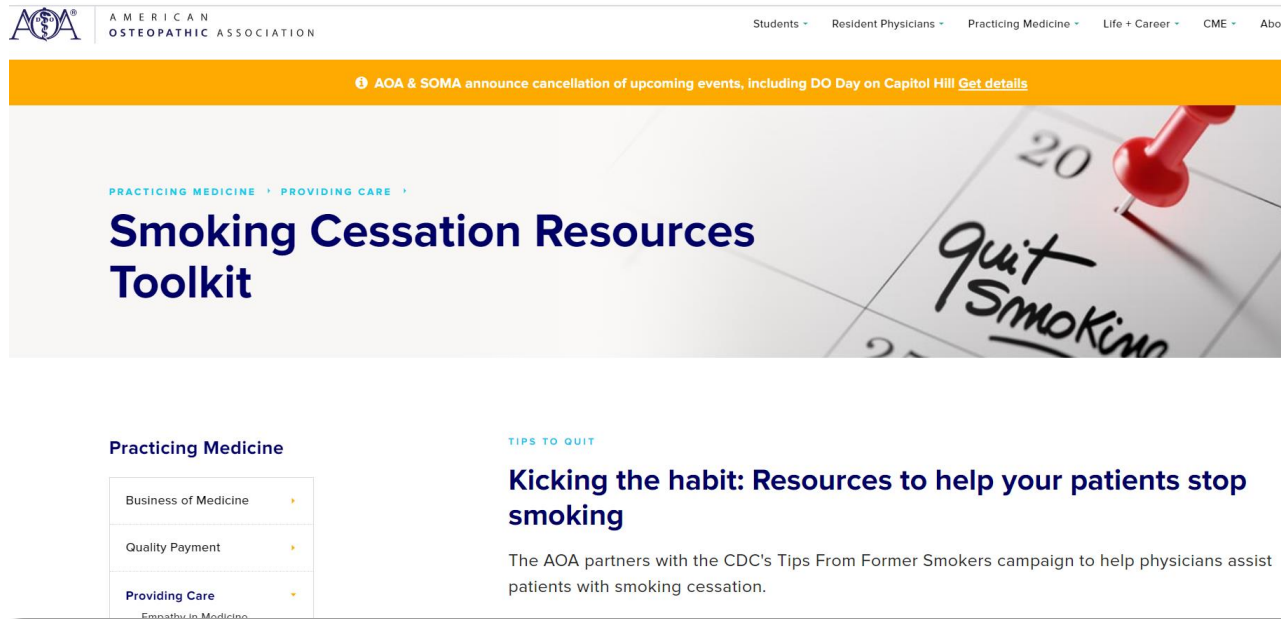 AOA®
AMERICAN
OSTEOPATHIC ASSOCIATION
Students Resident Physicians Practicing Medicine Life + Career CME
AOA & SOMA announce cancellation of upcoming events, including DO Day on Capitol Hill Get details
PRACTICING MEDICINE PROVIDING CARE
Smoking Cessation Resources
Toolkit
20
quit
smoking
Practicing Medicine
Business of Medicine
Quality Payment
Providing Care
Empathy in Medicine
TIPS TO QUIT
Kicking the habit: Resources to help your patients stop
smoking
The AOA partners with the CDC's Tips From Former Smokers campaign to help physicians assist
patients with smoking cessation.